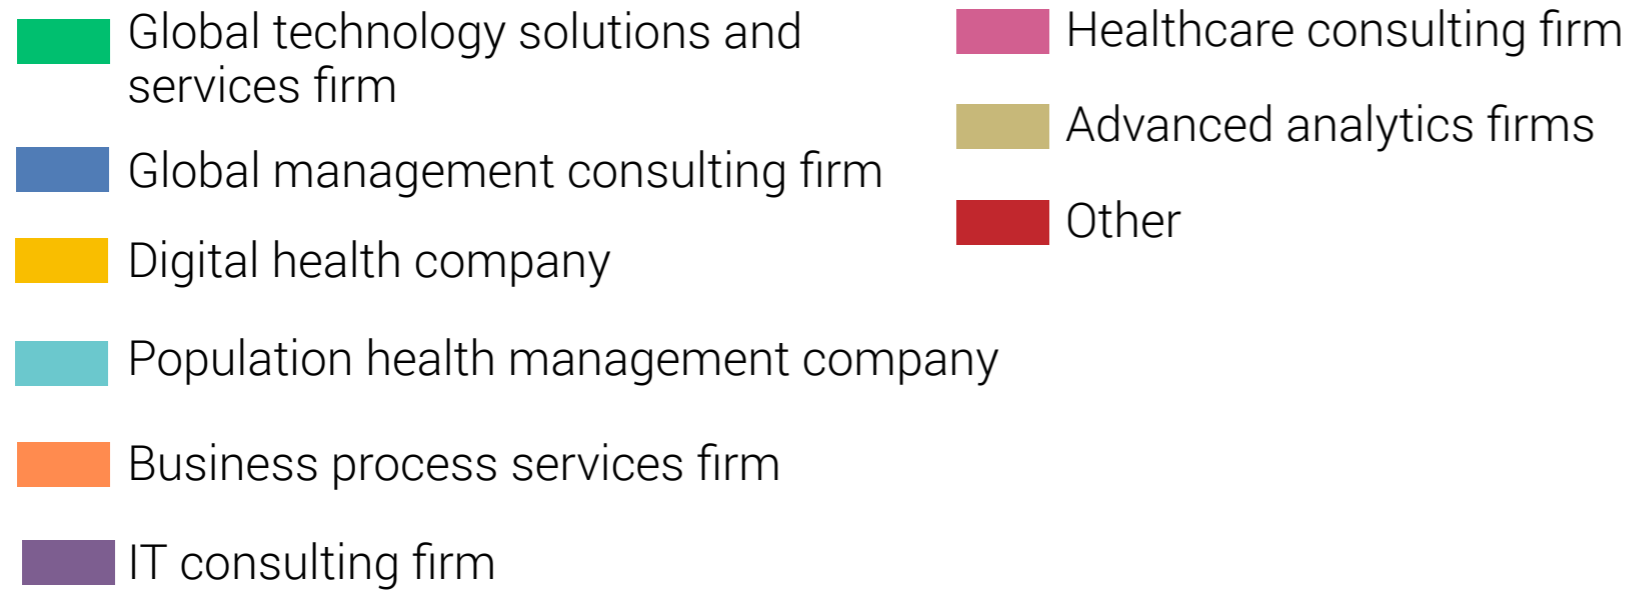 Global technology solutions and
services firm
Global management consulting firm
Digital health company
Population health management company
Business process services firm
IT consulting firm
Healthcare consulting firm
Advanced analytics firms
Other